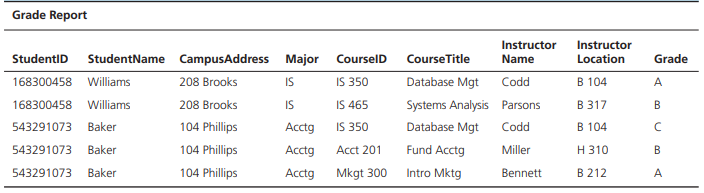 Grade Report
Instructor Instructor
StudentID StudentName CampusAddress Major CourseID CourseTitle Name Location Grade
168300458 Williams 208 Brooks IS IS 350 Database Mgt Codd B 104 A
168300458 Williams 208 Brooks IS IS 465 Systems Analysis Parsons B 317 B
543291073 Baker 104 Phillips Acctg IS 350 Database Mgt Codd B 104 C
543291073 Baker 104 Phillips Acctg Acct 201 Fund Acctg Miller H 310 B
543291073 Baker 104 Phillips Acctg Mkgt 300 Intro Mktg Bennett B 212 A